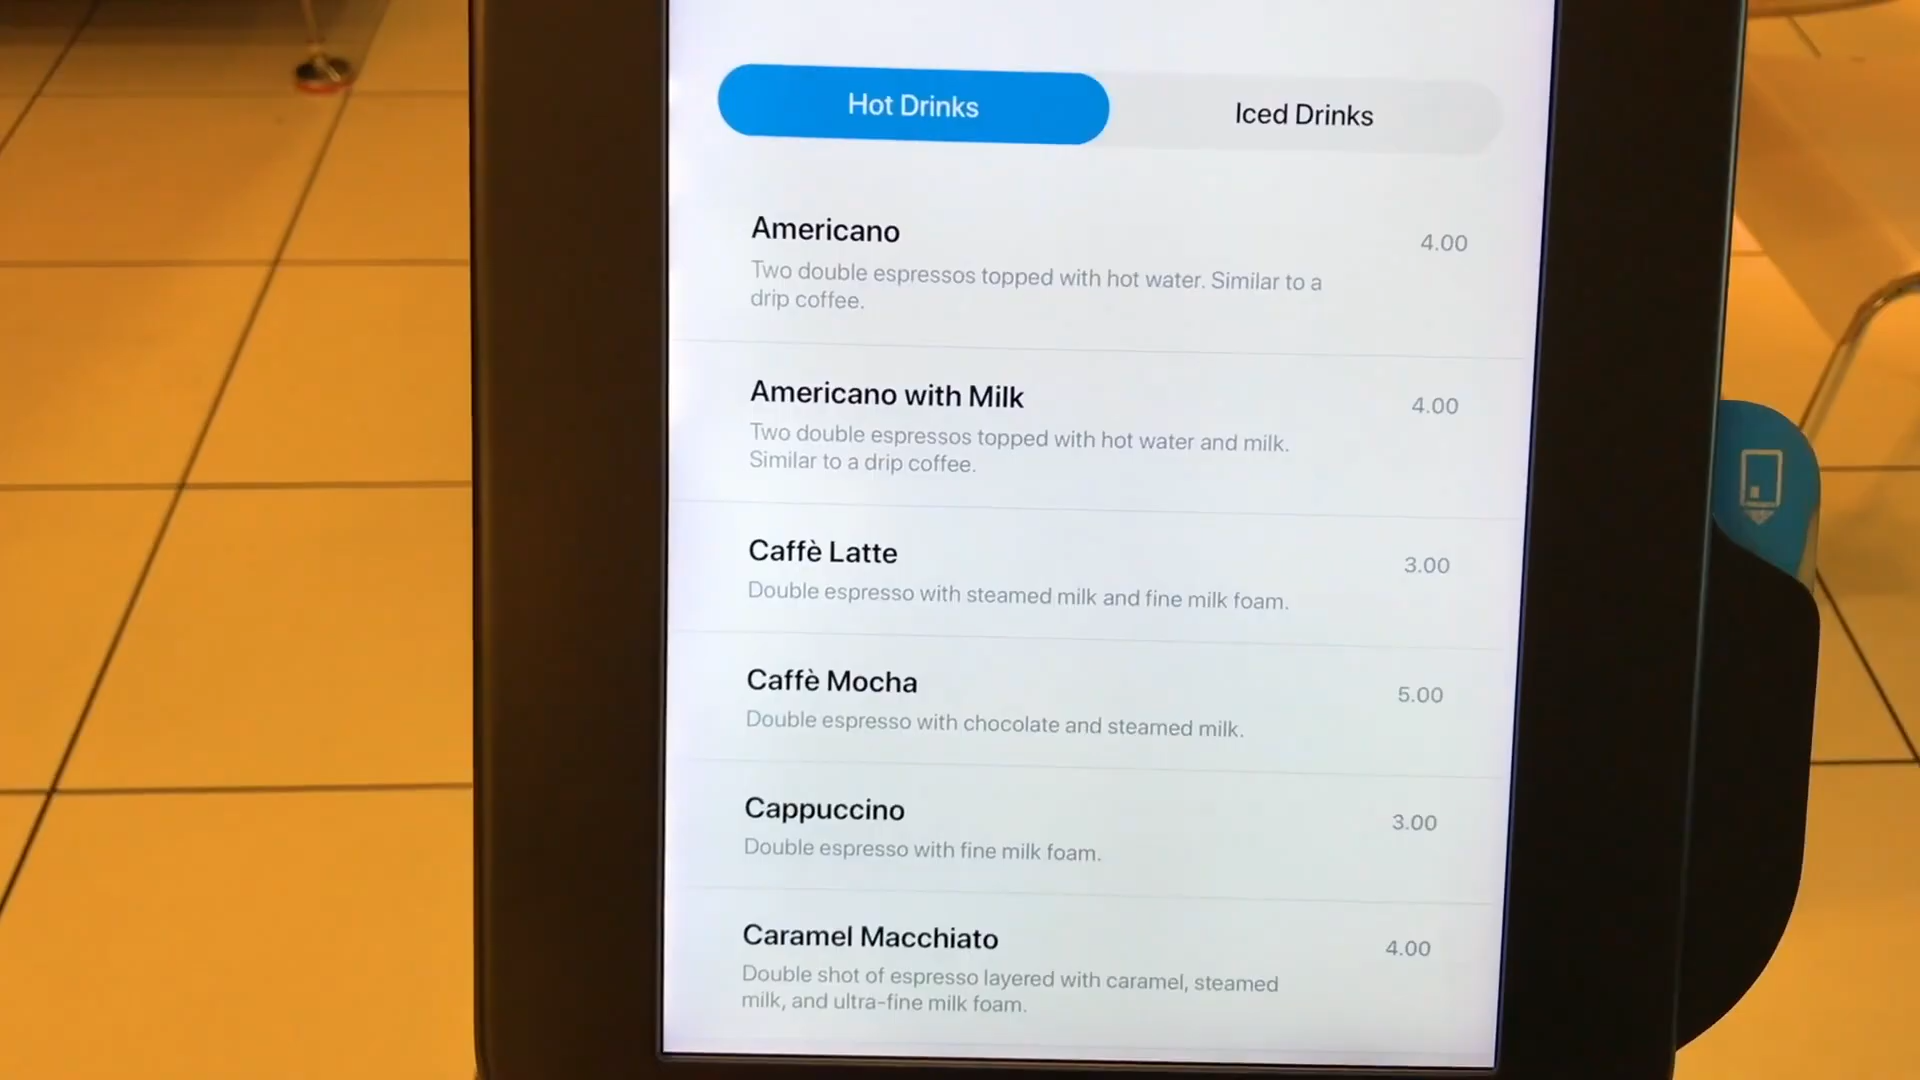 Hot Drinks
Iced Drinks
Americano
4.00
Two double espressos topped with hot water. Similar to a
drip coffee.
Americano with Milk
4.00
Two double espressos topped with hot water and milk.
Similar to a drip coffee.
Caffè Latte
3.00
Double espresso with steamed milk and fine milk foam.
Caffè Mocha
5.00
Double espresso with chocolate and steamed milk.
Cappuccino
3.00
Double espresso with fine milk foam.
Caramel Macchiato
4.00
Double shot of espresso layered with caramel, steamed
milk, and ultra-fine milk foam.